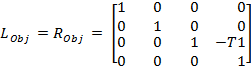 L_Obj = R_Obj = [1 0 0 0
0 1 0 0
0 0 1 −T1
0 0 0 1]